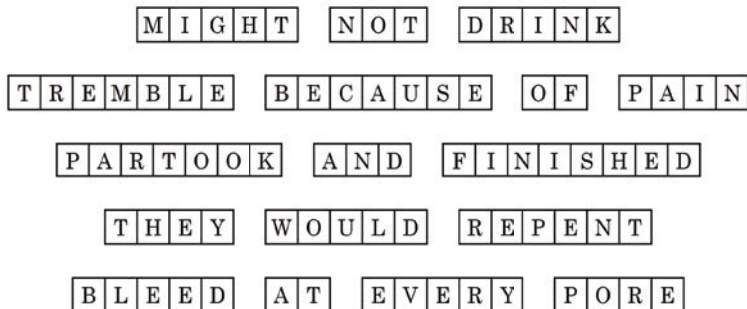 MIGHT NOT DRINK
TREMBLE BECAUSE OF PAIN
PARTOOK AND FINISHED
THEY WOULD REPENT
BLEED AT EVERY PORE